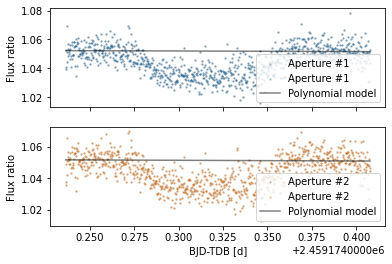 1.08
1.06
1.04
1.02
Flux ratio
Aperture #1
Aperture #1
Polynomial model
1.06
1.04
1.02
Flux ratio
Aperture #2
Aperture #2
Polynomial model
0.250 0.275 0.300 0.325 0.350 0.375 0.400
BJD-TDB [d]
+2.4591740000e6